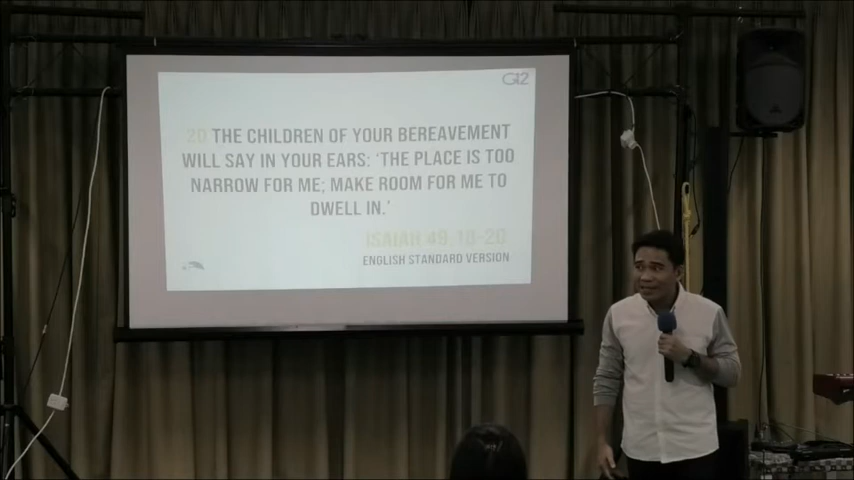 G12
20 THE CHILDREN OF YOUR BEREAVEMENT
WILL SAY IN YOUR EARS: 'THE PLACE IS TOO
NARROW FOR ME; MAKE ROOM FOR ME TO
DWELL IN.'
ISAIAH 49:16-20
ENGLISH STANDARD VERSION